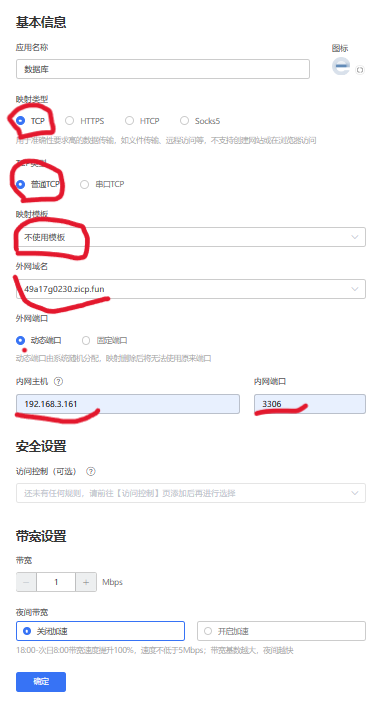 基本信息
应用名称
图标
数据库
映射类型
TCP
HTTPS
HTCP
Socks5
用于准确性要求高的数据传输，如文件传输、远程访问等，不支持创建网站或在浏览器访问
TCP类型
普通TCP
串口TCP
映射模板
不使用模板
外网域名
49a17g0230.zicp.fun
外网端口
动态端口
固定端口
动态端口由系统随机分配，映射删除后将无法使用原来端口
内网主机 ?
内网端口
192.168.3.161
3306
安全设置
访问控制（可选） ?
还未有任何规则，请前往【访问控制】页添加后再进行选择
带宽设置
带宽
1
Mbps
夜间带宽
关闭加速
开启加速
18:00-次日8:00带宽速度提升100%，速度不低于5Mbps；带宽基数越大，夜间越快
确定